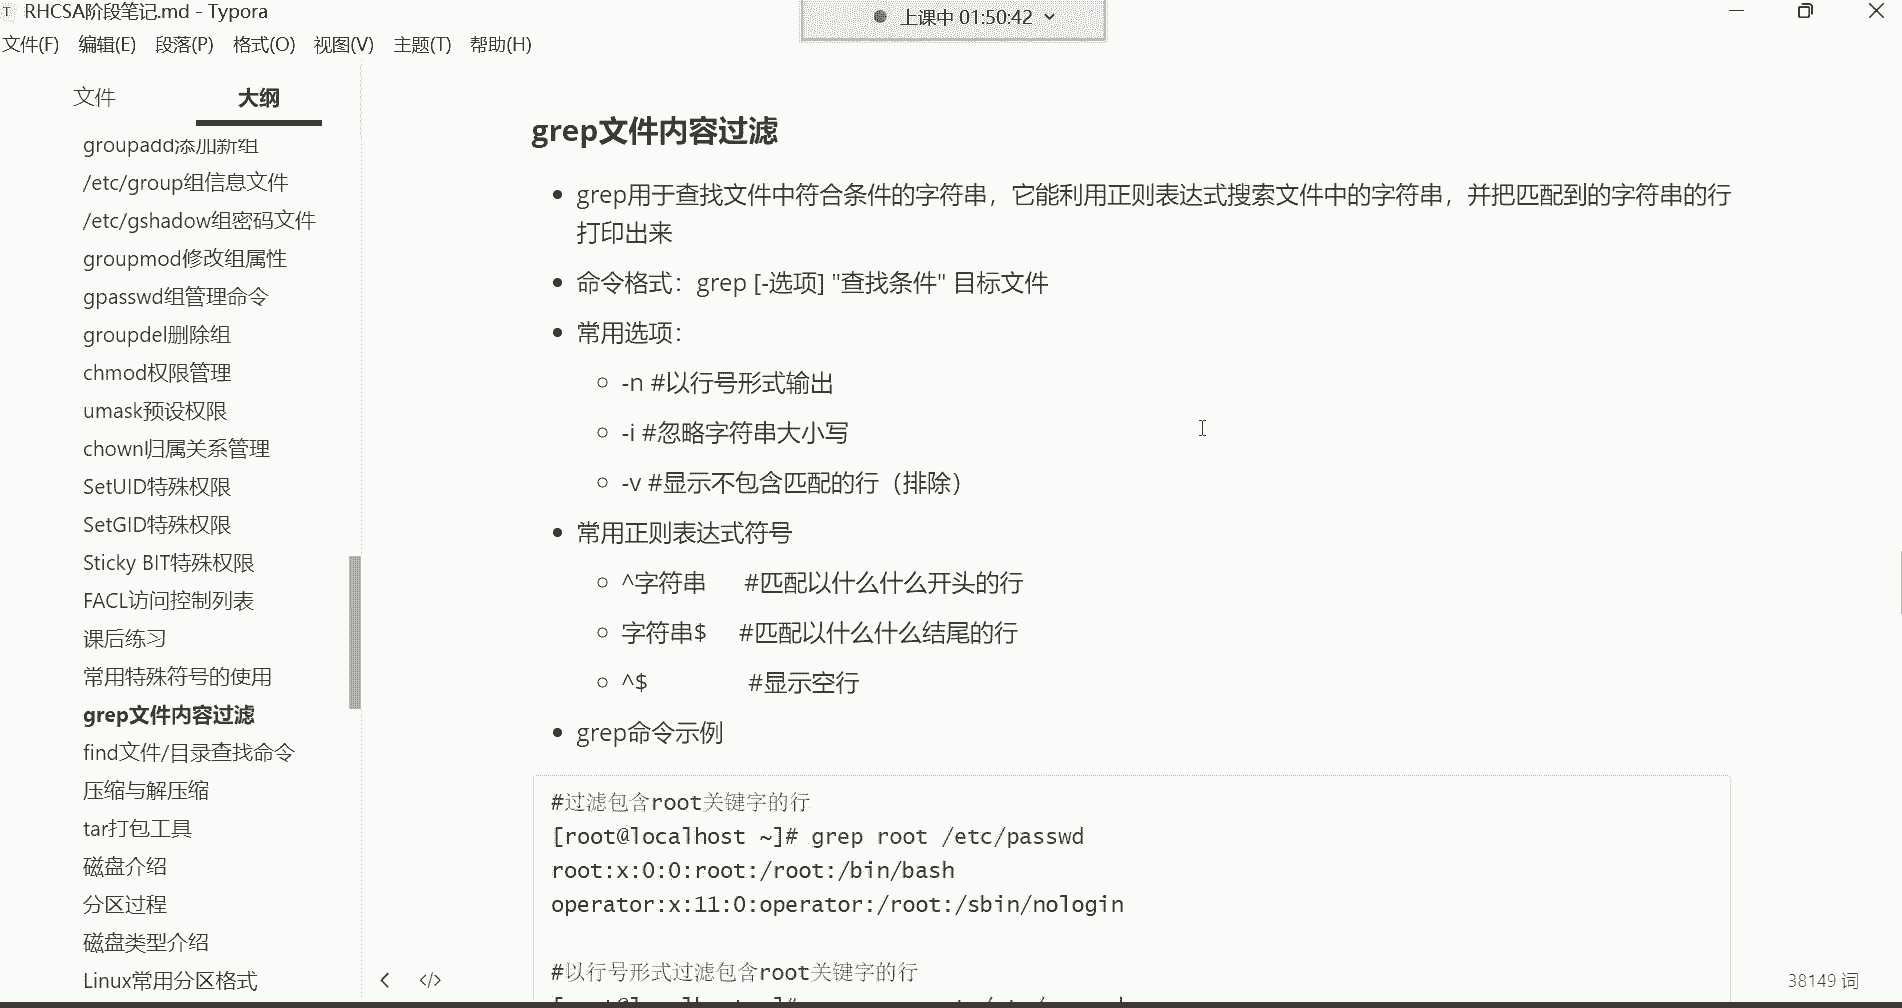 RHCSA阶段笔记.md - Typora
上课中 01:50:42
文件(F) 编辑(E) 段落(P) 格式(O) 视图(V) 主题(T) 帮助(H)
文件 大纲
groupadd添加新组
/etc/group组信息文件
/etc/gshadow组密码文件
groupmod修改组属性
gpasswd组管理命令
groupdel删除组
chmod权限管理
umask预设权限
chown归属关系管理
SetUID特殊权限
SetGID特殊权限
Sticky BIT特殊权限
FACL访问控制列表
课后练习
常用特殊符号的使用
grep文件内容过滤
find文件/目录查找命令
压缩与解压缩
tar打包工具
磁盘介绍
分区过程
磁盘类型介绍
Linux常用分区格式
grep文件内容过滤
grep用于查找文件中符合条件的字符串，它能利用正则表达式搜索文件中的字符串，并把匹配到的字符串的行
打印出来
命令格式：grep [-选项] "查找条件" 目标文件
常用选项：
-n #以行号形式输出
-i #忽略字符串大小写
-v #显示不包含匹配的行（排除）
常用正则表达式符号
^字符串 #匹配以什么什么开头的行
字符串$ #匹配以什么什么结尾的行
^$ #显示空行
grep命令示例
#过滤包含root关键字的行
[root@localhost ~]# grep root /etc/passwd
root:x:0:0:root:/root:/bin/bash
operator:x:11:0:operator:/root:/sbin/nologin
#以行号形式过滤包含root关键字的行
38149 词